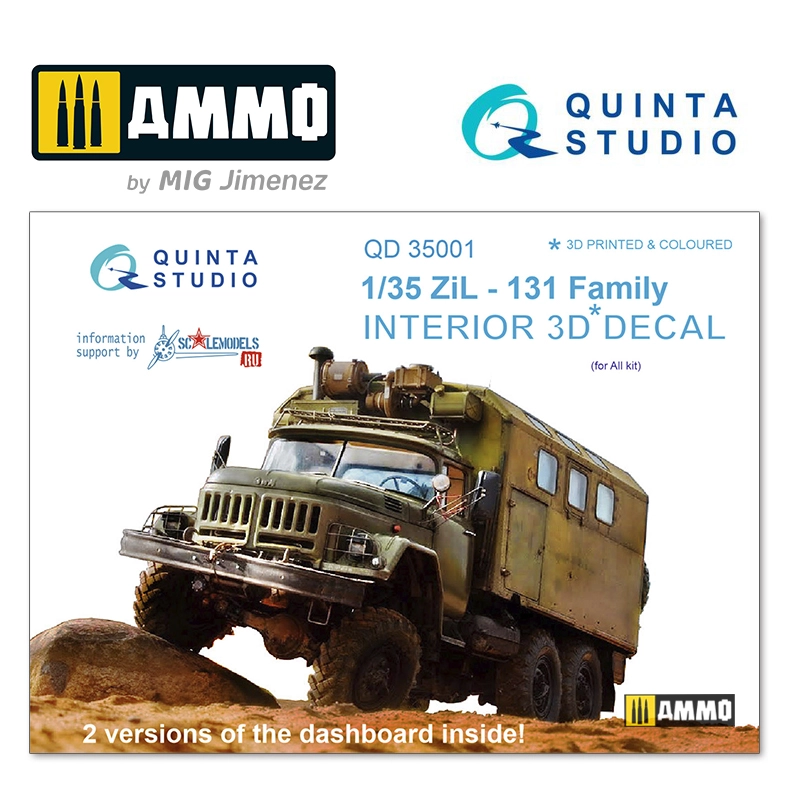 AMMO
by MIG Jimenez
QUINTA
STUDIO
QUINTA
STUDIO
QD 35001
* 3D PRINTED & COLOURED
1/35 ZiL - 131 Family
INTERIOR 3D* DECAL
(for All kit)
information
support by
SCALEMODELS
RU
AMMO
2 versions of the dashboard inside!